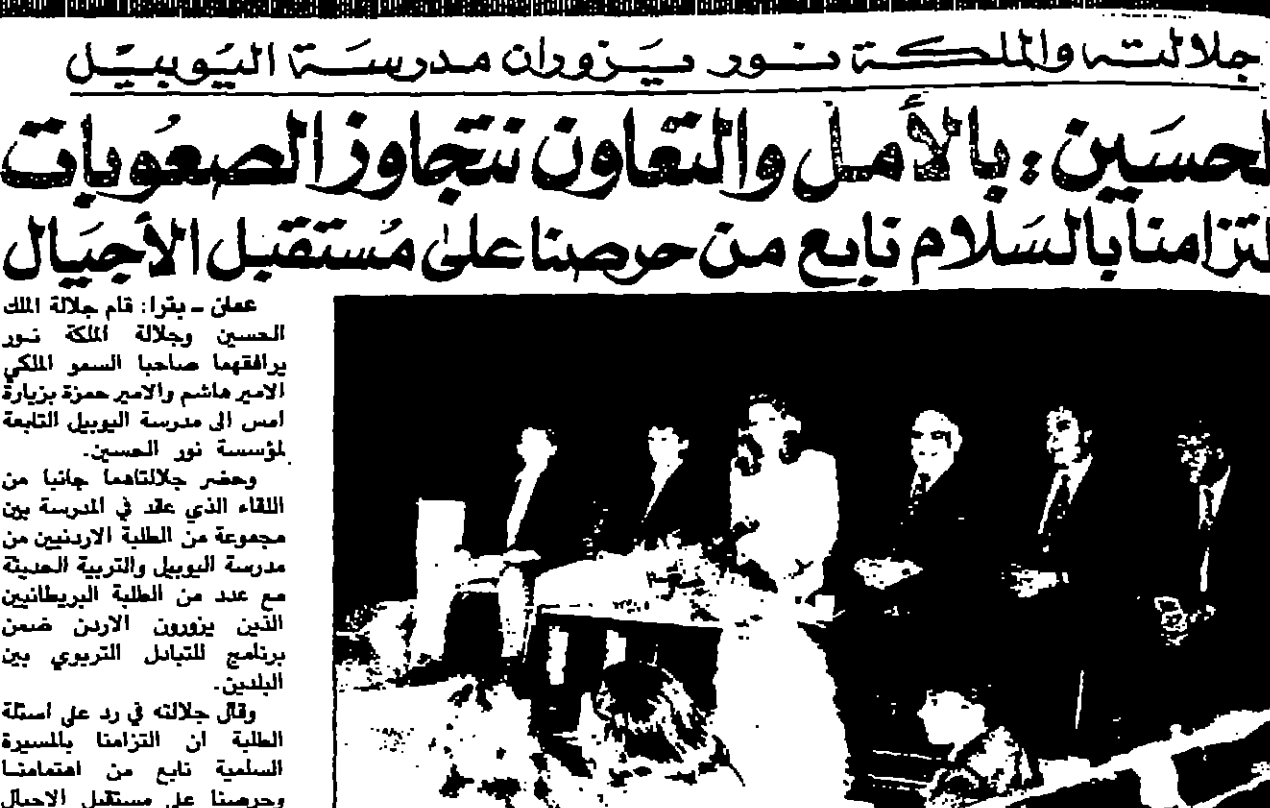 جلالته والملكة نور يزوران مدرسة اليوبيل
لحسين: بالأمل والتعاون نتجاوز الصعوبات
لتزامنا بالسلام نابع من حرصنا على مستقبل الأجيال
عمان ـ بترا: قام جلالة الملك
الحسين وجلالة الملكة نور
يرافقهما صاحبا السمو الملكي
الامير هاشم والامير حمزة بزيارة
امس الى مدرسة اليوبيل التابعة
لمؤسسة نور الحسين.
وحضر جلالتاهما جانبا من
اللقاء الذي عقد في المدرسة بين
مجموعة من الطلبة الاردنيين من
مدرسة اليوبيل والتربية الحديثة
مع عدد من الطلبة البريطانيين
الذين يزورون الاردن ضمن
برنامج للتبادل التربوي بين
البلدين.
وقال جلالته في رد على اسئلة
الطلبة ان التزامنا بالمسيرة
السلمية نابع من اهتمامنا
وحرصنا على مستقبل الاجيال